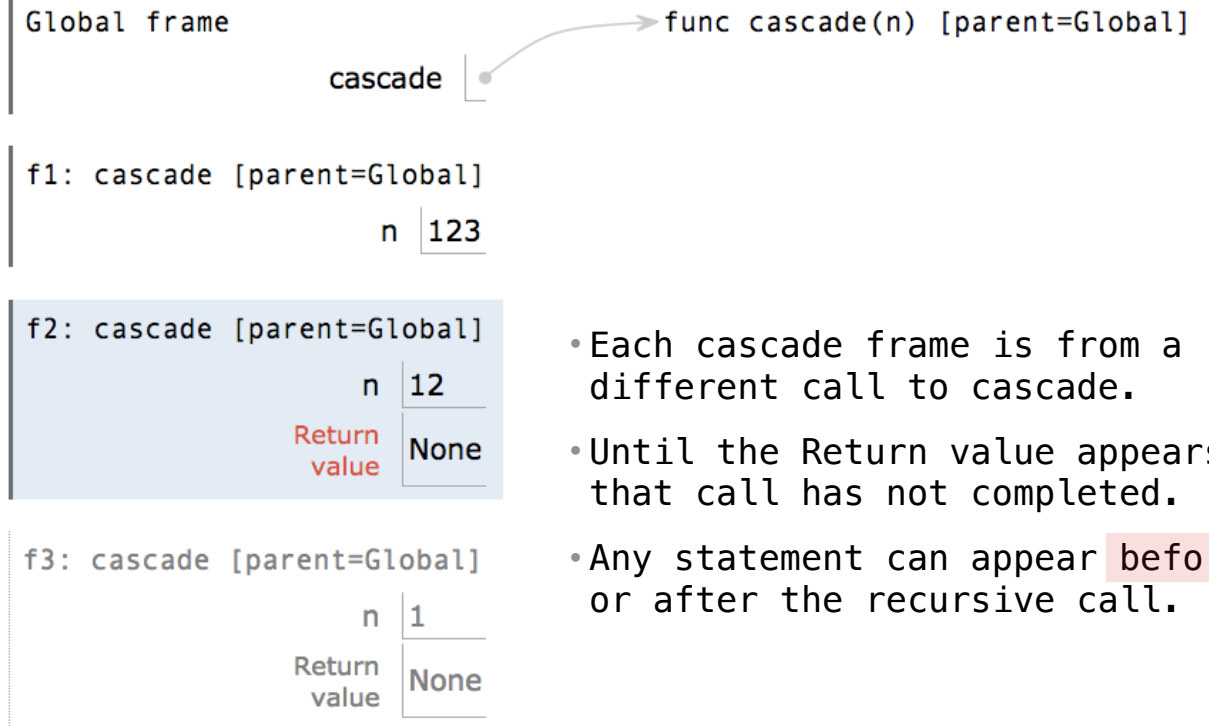 Global frame
func cascade(n) [parent=Global]
cascade
f1: cascade [parent=Global]
n 123
f2: cascade [parent=Global]
n 12
Return
value None
f3: cascade [parent=Global]
n 1
Return
value None
•Each cascade frame is from a
different call to cascade.
•Until the Return value appears
that call has not completed.
•Any statement can appear befo
or after the recursive call.